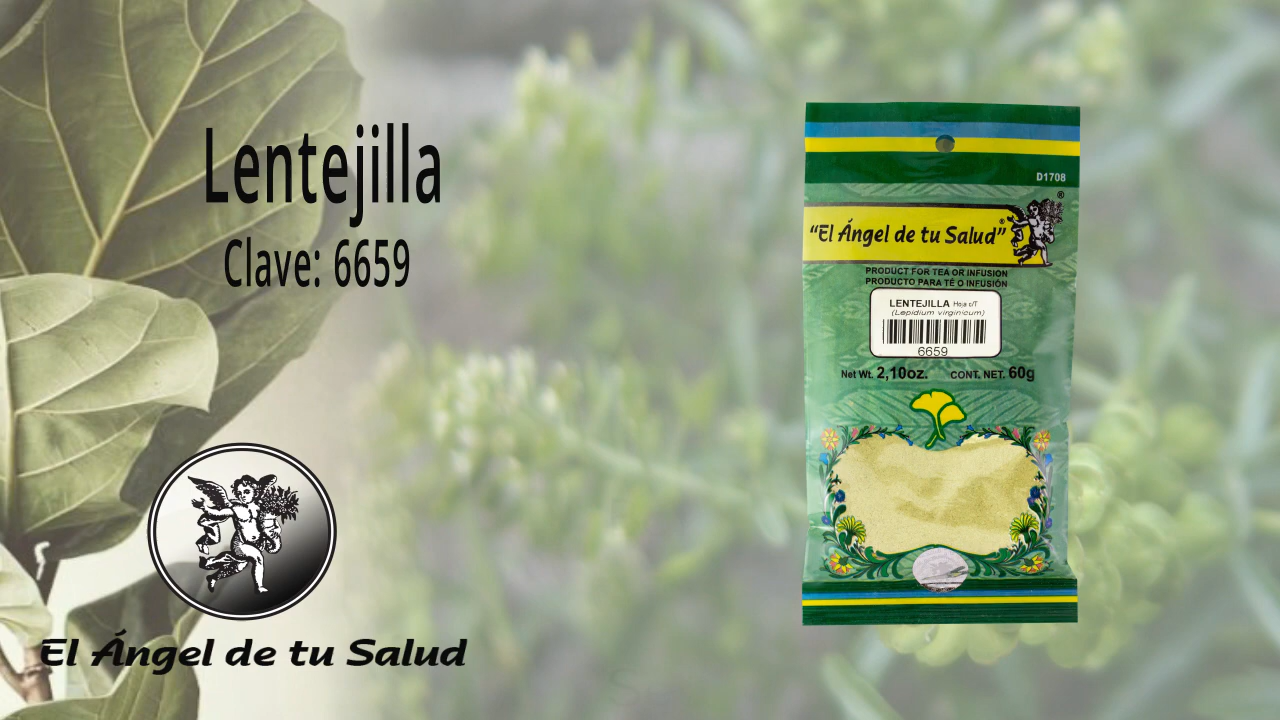 Lentejilla
Clave: 6659
El Ángel de tu Salud
D1708
®
“El Ángel de tu Salud”®
PRODUCT FOR TEA OR INFUSION
PRODUCTO PARA TÉ O INFUSIÓN
LENTEJILLA Hoja c/T
(Lepidium virginicum)
6659
Net Wt. 2,10oz. CONT. NET. 60g